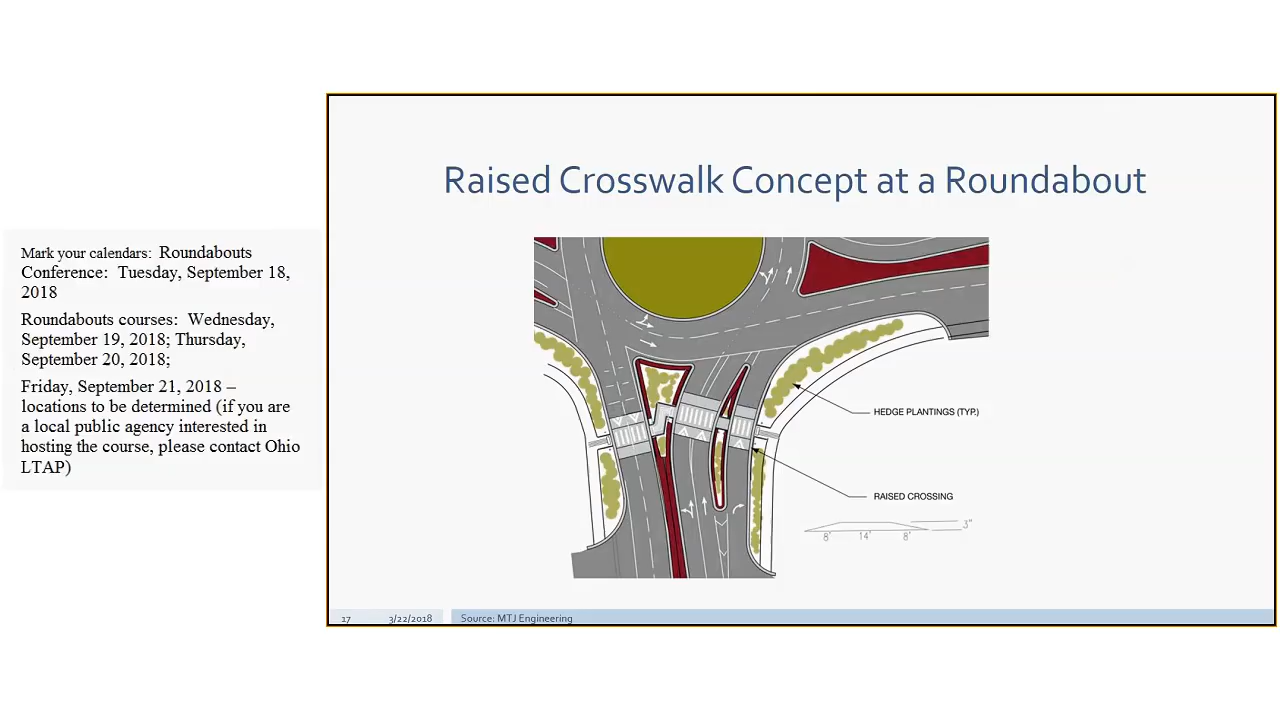 Mark your calendars: Roundabouts
Conference: Tuesday, September 18,
2018
Roundabouts courses: Wednesday,
September 19, 2018; Thursday,
September 20, 2018;
Friday, September 21, 2018 –
locations to be determined (if you are
a local public agency interested in
hosting the course, please contact Ohio
LTAP)
Raised Crosswalk Concept at a Roundabout
HEDGE PLANTINGS (TYP.)
RAISED CROSSING
3"
8' 14' 8'
17 3/22/2018 Source: MTJ Engineering